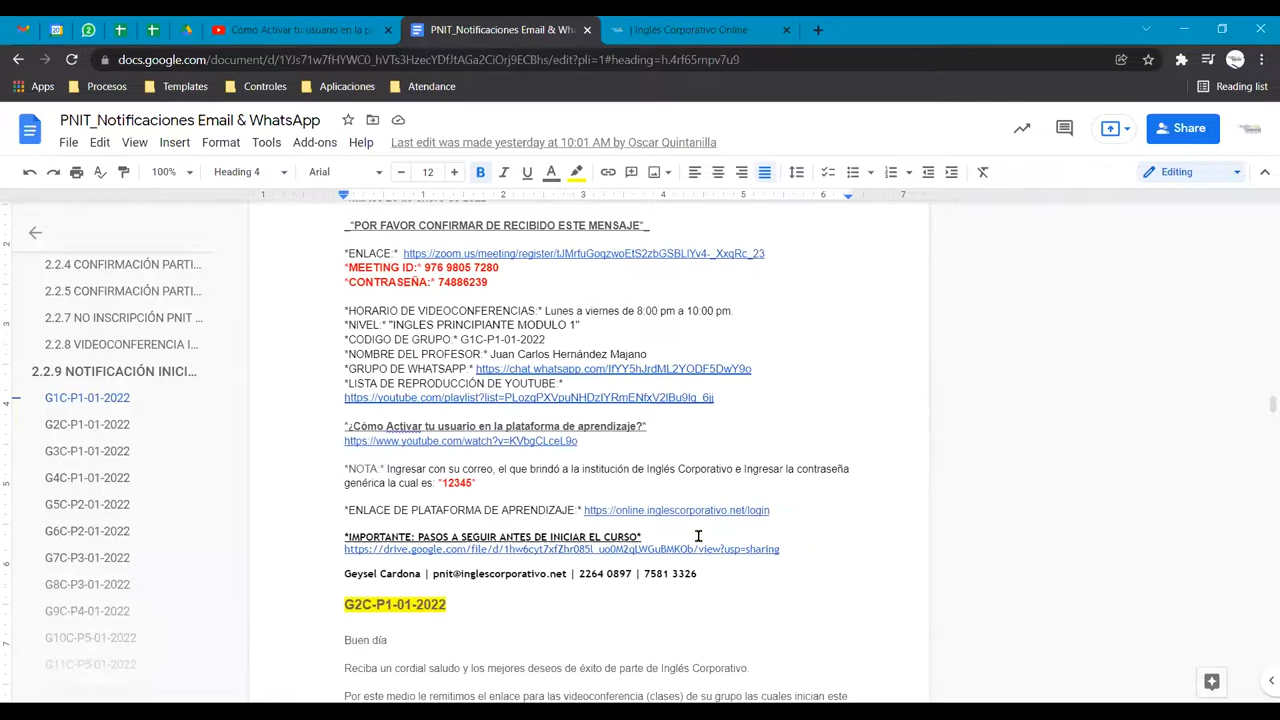 Cómo Activar tu usuario en la p
PNIT_Notificaciones Email & Wha
| Inglés Corporativo Online
docs.google.com/document/d/1YJs71w7fHYWC0_hVTs3HzecYDfJtAGa2CiOrj9ECBhs/edit?pli=1#heading=h.4rf65rnpv7u9
Apps
Procesos
Templates
Controles
Aplicaciones
Atendance
Reading list
PNIT_Notificaciones Email & WhatsApp
File Edit View Insert Format Tools Add-ons Help
Last edit was made yesterday at 10:01 AM by Oscar Quintanilla
Share
100% Heading 4 Arial 12 Editing
1 1 2 3 4 5 6 7
2.2.4 CONFIRMACIÓN PARTI...
2.2.5 CONFIRMACIÓN PARTI...
2.2.7 NO INSCRIPCIÓN PNIT ...
2.2.8 VIDEOCONFERENCIA I...
2.2.9 NOTIFICACIÓN INICI...
G1C-P1-01-2022
G2C-P1-01-2022
G3C-P1-01-2022
G4C-P1-01-2022
G5C-P2-01-2022
G6C-P2-01-2022
G7C-P3-01-2022
G8C-P3-01-2022
G9C-P4-01-2022
G10C-P5-01-2022
G11C-P5-01-2022
_*POR FAVOR CONFIRMAR DE RECIBIDO ESTE MENSAJE*_
*ENLACE:* https://zoom.us/meeting/register/tJMrfuGoqzwoEtS2zbGSBLIYv4-_XxqRc_23
*MEETING ID:* 976 9805 7280
*CONTRASEÑA:* 74886239
*HORARIO DE VIDEOCONFERENCIAS:* Lunes a viernes de 8:00 pm a 10:00 pm.
*NIVEL:* "INGLES PRINCIPIANTE MODULO 1"
*CODIGO DE GRUPO:* G1C-P1-01-2022
*NOMBRE DEL PROFESOR:* Juan Carlos Hernández Majano
*GRUPO DE WHATSAPP:* https://chat.whatsapp.com/IfYY5hJrdML2YODF5DwY9o
*LISTA DE REPRODUCCIÓN DE YOUTUBE:*
https://youtube.com/playlist?list=PLozqPXVpuNHDzIYRmENfxV2IBu9lq_6jj
*¿Cómo Activar tu usuario en la plataforma de aprendizaje?*
https://www.youtube.com/watch?v=KVbgCLceL9o
*NOTA:* Ingresar con su correo, el que brindó a la institución de Inglés Corporativo e Ingresar la contraseña
genérica la cual es: *12345*
*ENLACE DE PLATAFORMA DE APRENDIZAJE:* https://online.inglescorporativo.net/login
*IMPORTANTE: PASOS A SEGUIR ANTES DE INICIAR EL CURSO*
https://drive.google.com/file/d/1hw6cyt7xfZhr085l_uo0M2qLWGuBMKOb/view?usp=sharing
Geysel Cardona | pnit@inglescorporativo.net | 2264 0897 | 7581 3326
G2C-P1-01-2022
Buen día
Reciba un cordial saludo y los mejores deseos de éxito de parte de Inglés Corporativo.
Por este medio le remitimos el enlace para las videoconferencia (clases) de su grupo las cuales inician este